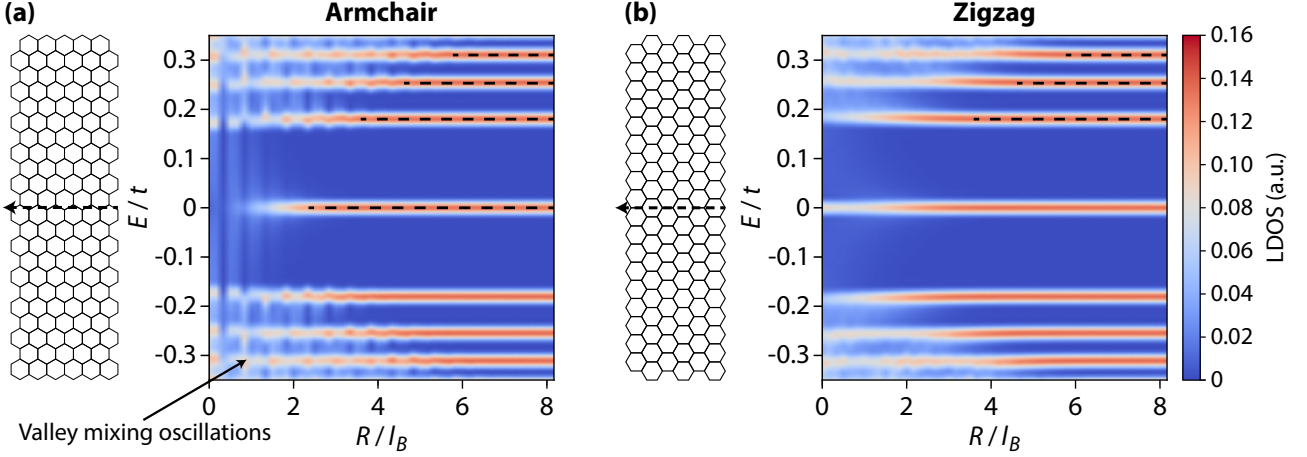 (a)
Armchair
E / t
0.3
0.2
0.1
0
-0.1
-0.2
-0.3
0 2 4 6 8
R / l_B
Valley mixing oscillations
(b)
Zigzag
E / t
0.3
0.2
0.1
0
-0.1
-0.2
-0.3
0 2 4 6 8
R / l_B
0.16
0.14
0.12
0.10
0.08
0.06
0.04
0.02
0
LDOS (a.u.)